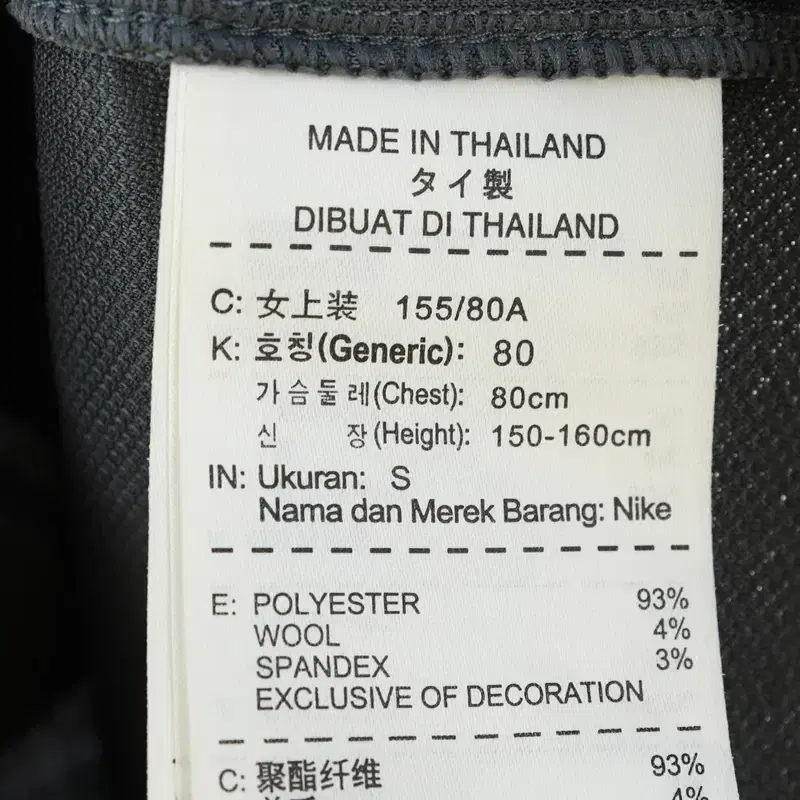 MADE IN THAILAND
タイ製
DIBUAT DI THAILAND
C: 女上装 155/80A
K: 호칭(Generic): 80
가슴둘레(Chest): 80cm
신 장(Height): 150-160cm
IN: Ukuran: S
Nama dan Merek Barang: Nike
E: POLYESTER 93%
WOOL 4%
SPANDEX 3%
EXCLUSIVE OF DECORATION
C: 聚酯纤维 93%
4%